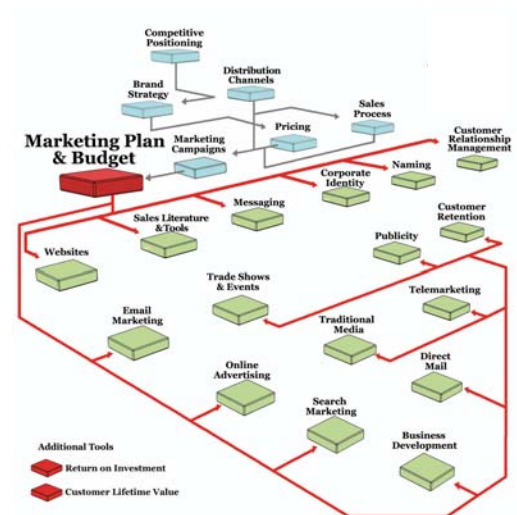 Competitive
Positioning
Distribution
Channels
Brand
Strategy
Sales
Process
Pricing
Marketing Plan
& Budget
Marketing
Campaigns
Customer
Relationship
Management
Naming
Corporate
Identity
Messaging
Sales Literature
&Tools
Websites
Customer
Retention
Publicity
Trade Shows
& Events
Telemarketing
Email
Marketing
Traditional
Media
Direct
Mail
Online
Advertising
Search
Marketing
Business
Development
Additional Tools
Return on Investment
Customer Lifetime Value